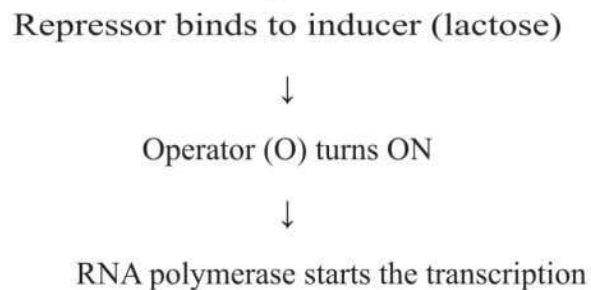 Repressor binds to inducer (lactose)
↓
Operator (O) turns ON
↓
RNA polymerase starts the transcription